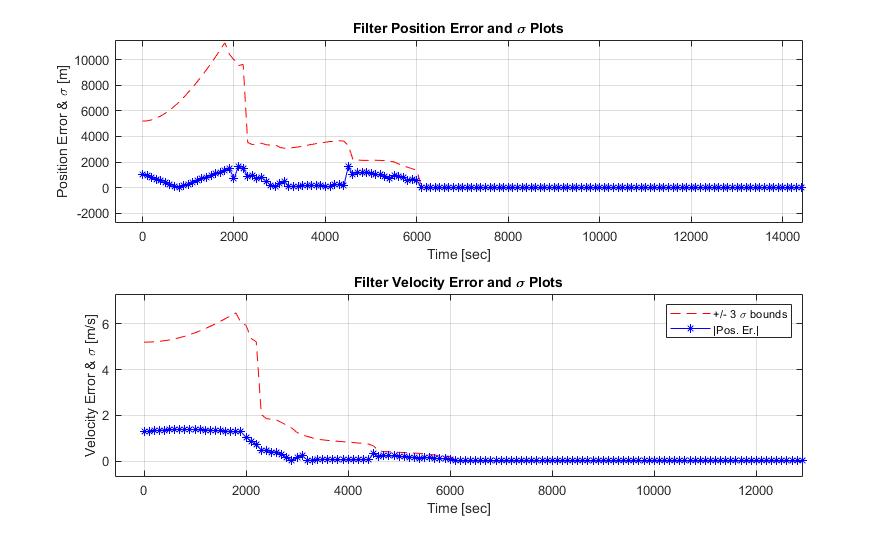 Filter Position Error and σ Plots
Position Error & σ [m]
10000
8000
6000
4000
2000
0
-2000
0 2000 4000 6000 8000 10000 12000 14000
Time [sec]
Filter Velocity Error and σ Plots
Velocity Error & σ [m/s]
6
4
2
0
+/- 3 σ bounds
|Pos. Er.|
0 2000 4000 6000 8000 10000 12000
Time [sec]